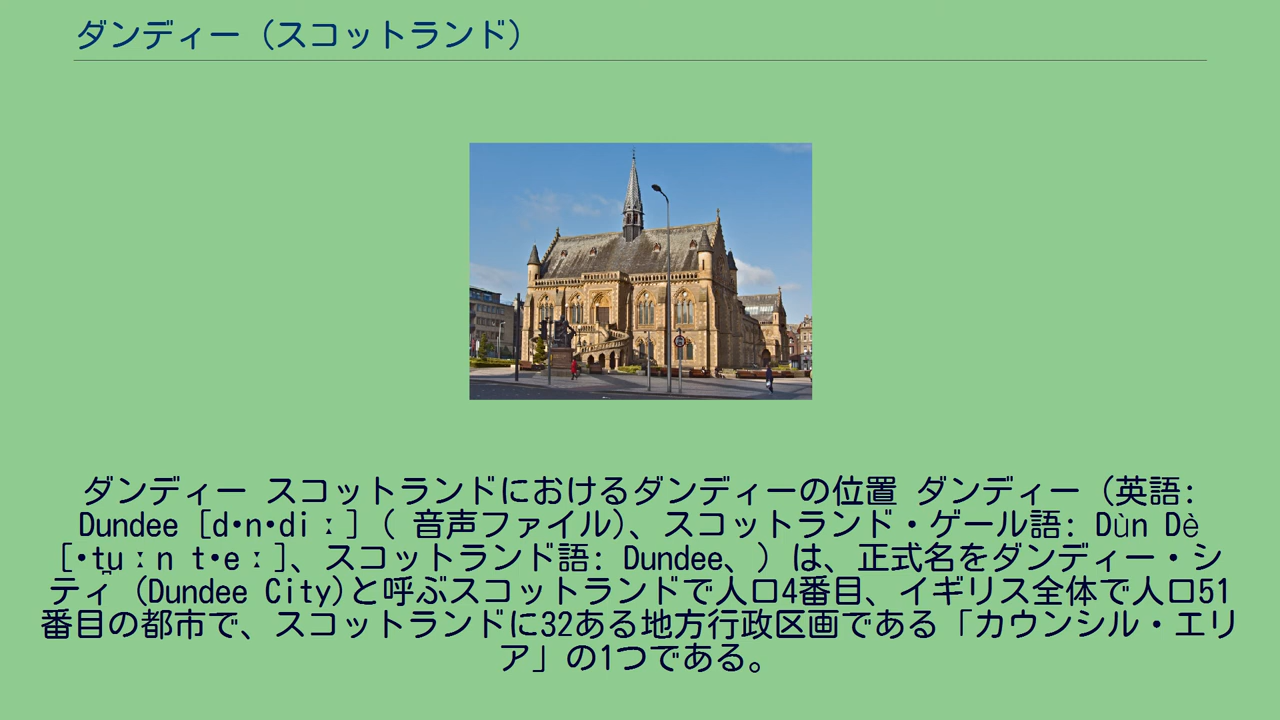 ダンディー（スコットランド）
ダンディー スコットランドにおけるダンディーの位置 ダンディー（英語:
Dundee [d•n•diː]（ 音声ファイル)、スコットランド・ゲール語: Dùn Dè
[•t̪uːn t•eː]、スコットランド語: Dundee、）は、正式名をダンディー・シ
ティ (Dundee City)と呼ぶスコットランドで人口4番目、イギリス全体で人口51
番目の都市で、スコットランドに32ある地方行政区画である「カウンシル・エリ
ア」の1つである。